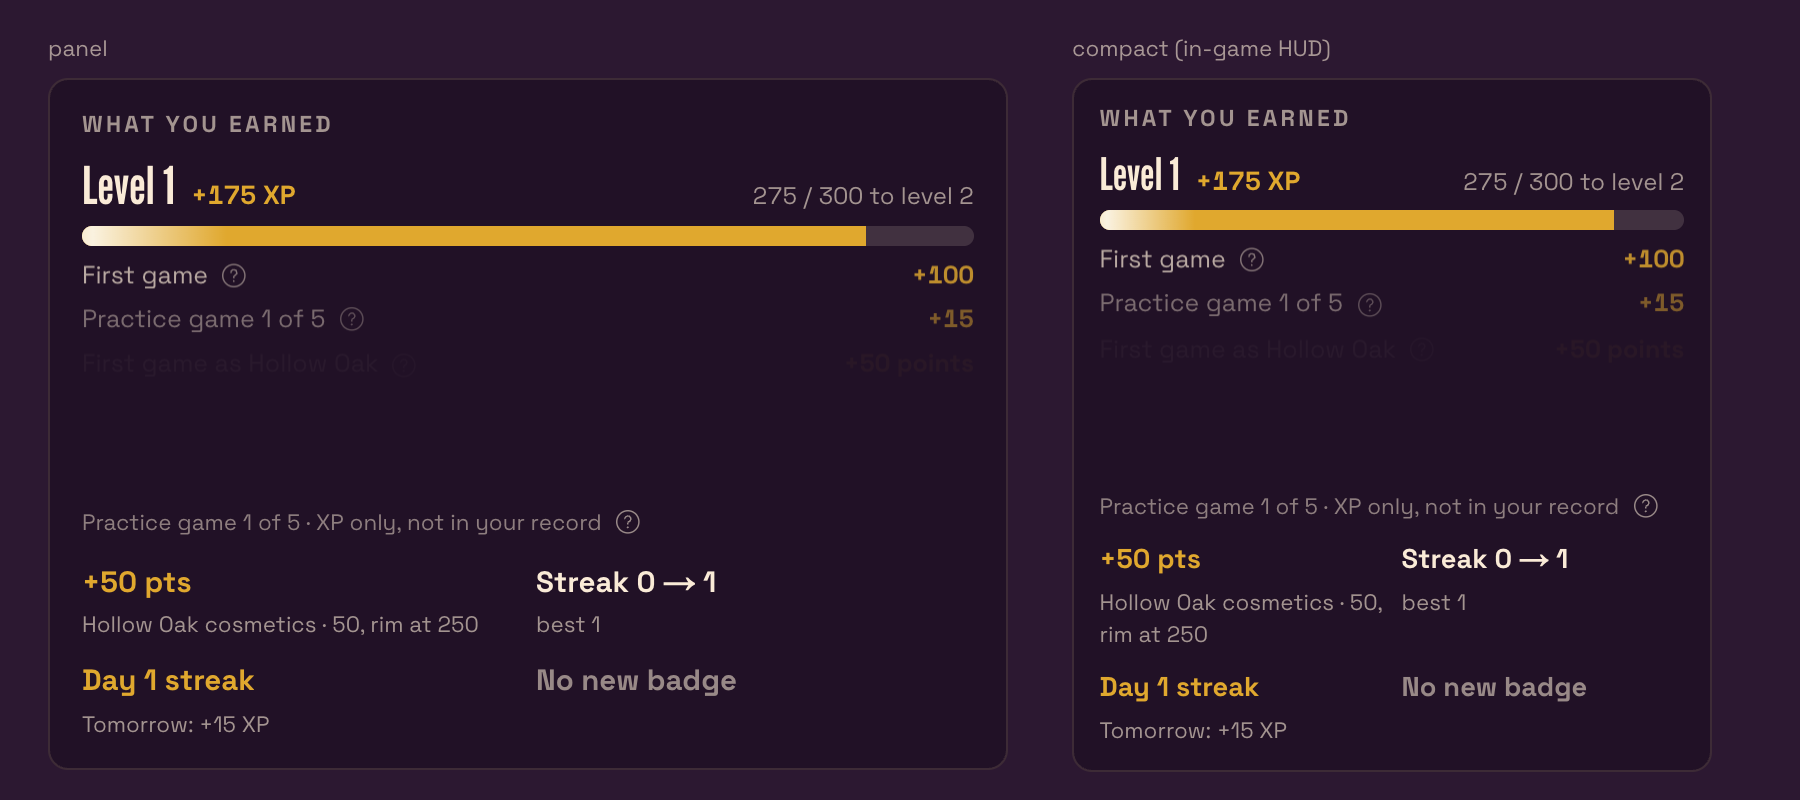 panel
WHAT YOU EARNED
Level 1 +175 XP 275 / 300 to level 2
First game ? +100
Practice game 1 of 5 ? +15
First game as Hollow Oak ? +50 points
Practice game 1 of 5 · XP only, not in your record ?
+50 pts Streak 0 → 1
Hollow Oak cosmetics · 50, rim at 250 best 1
Day 1 streak No new badge
Tomorrow: +15 XP
compact (in-game HUD)
WHAT YOU EARNED
Level 1 +175 XP 275 / 300 to level 2
First game ? +100
Practice game 1 of 5 ? +15
First game as Hollow Oak ? +50 points
Practice game 1 of 5 · XP only, not in your record ?
+50 pts Streak 0 → 1
Hollow Oak cosmetics · 50, best 1
rim at 250
Day 1 streak No new badge
Tomorrow: +15 XP